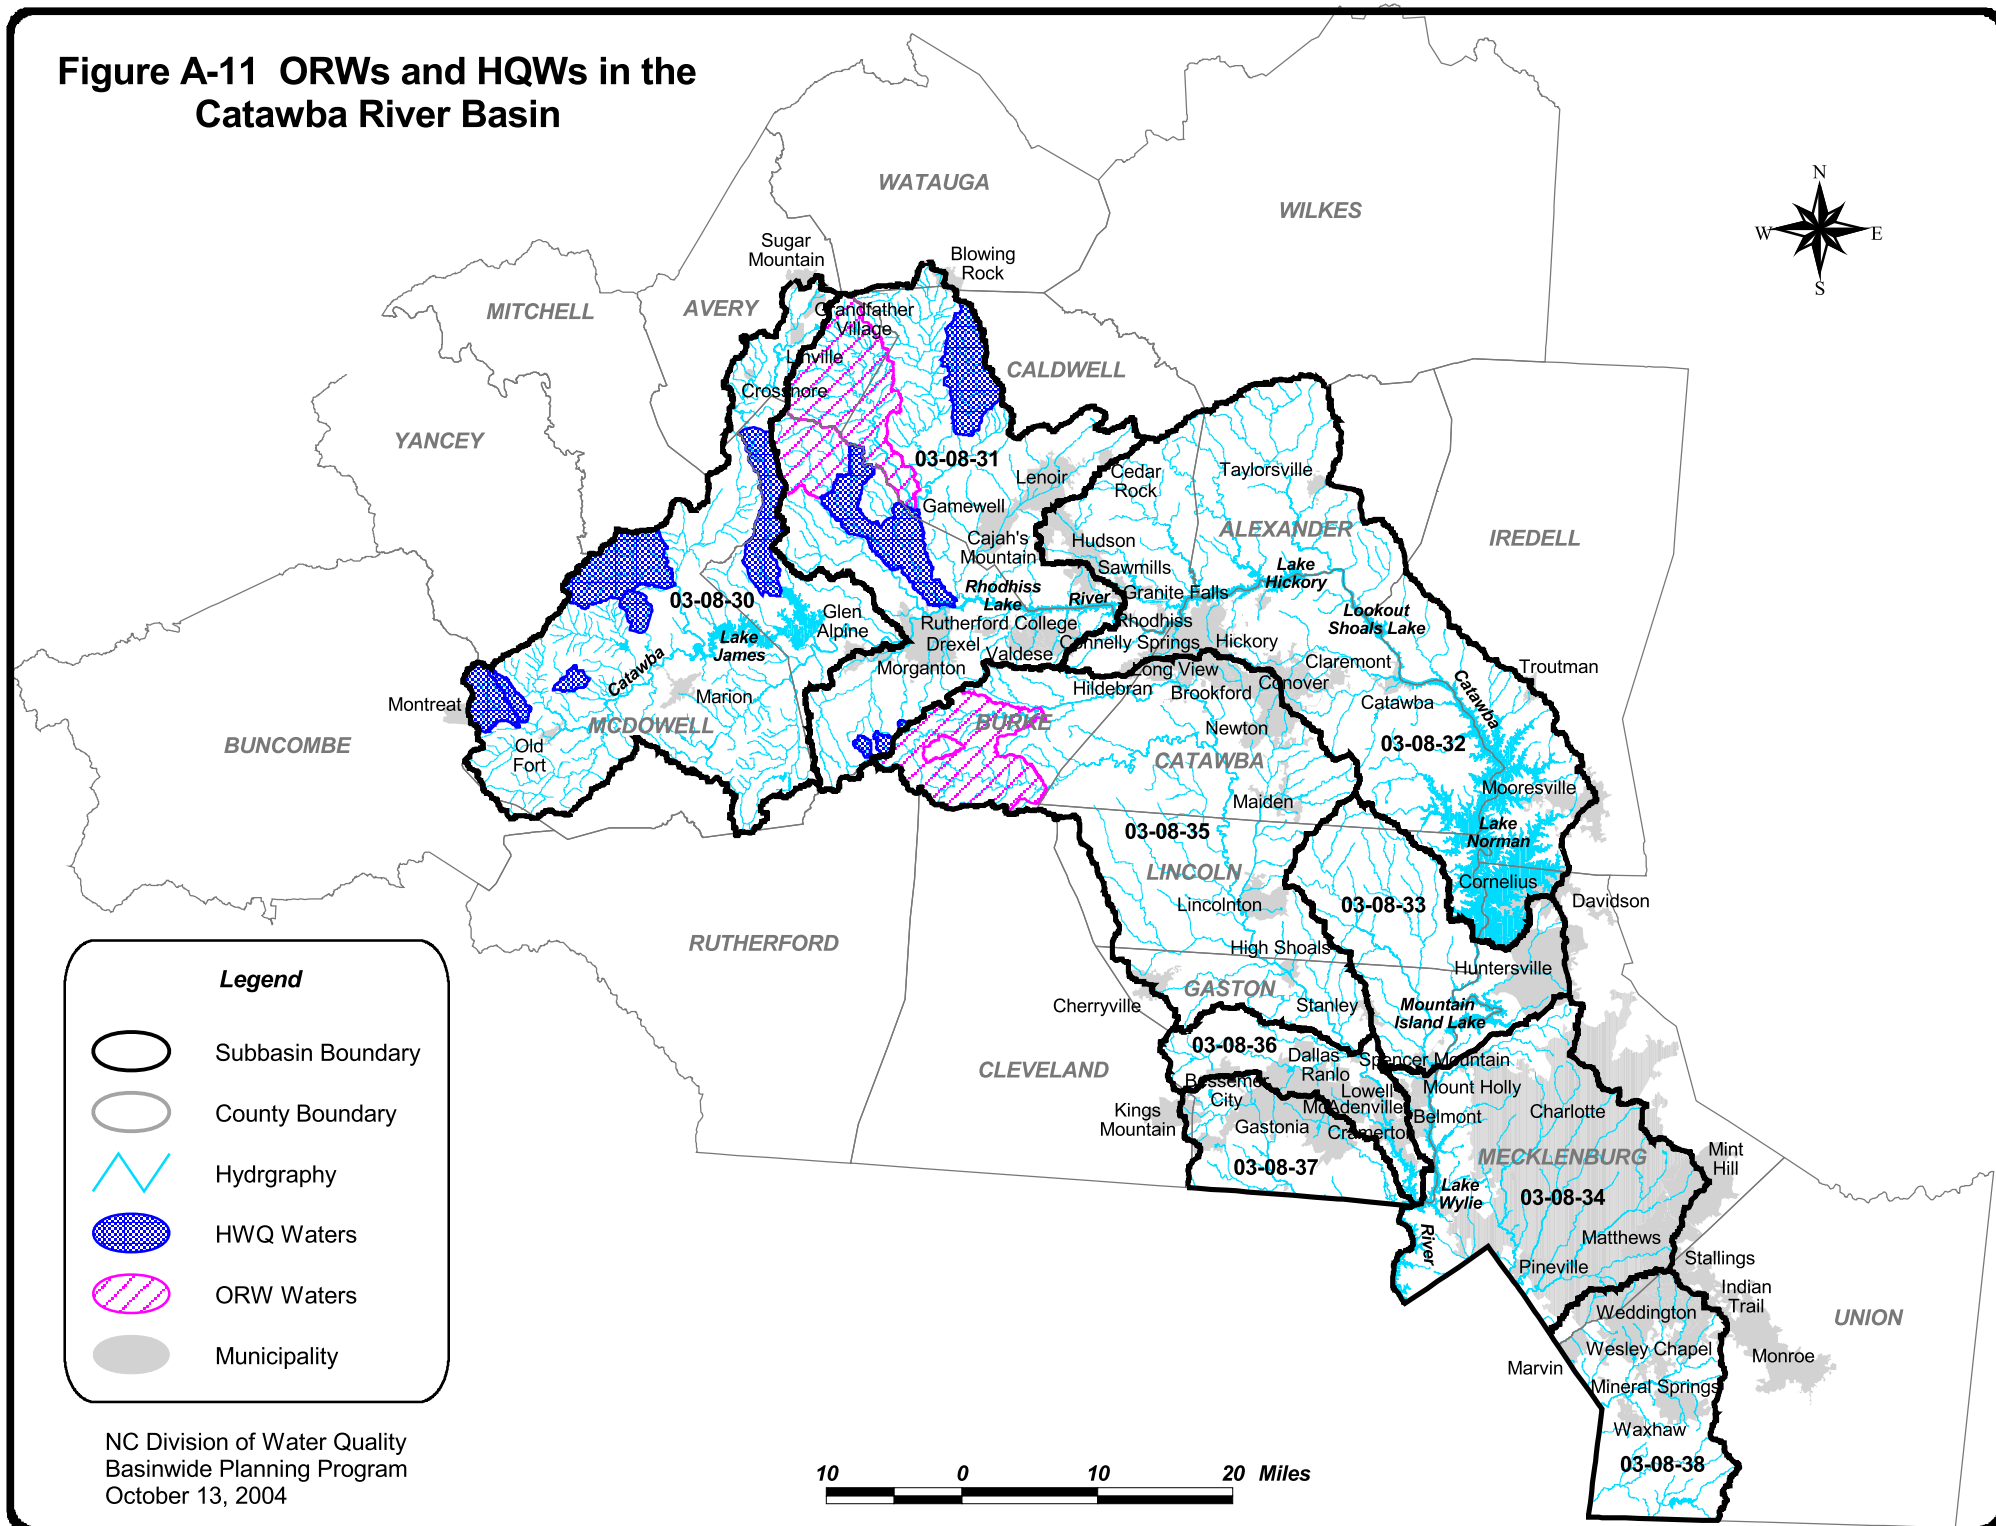 Figure A-11 ORWs and HQWs in the
Catawba River Basin
WATAUGA
WILKES
N
W
E
S
Sugar
Mountain
Blowing
Rock
MITCHELL
AVERY
Grandfather
Village
Linville
CALDWELL
Crossnore
YANCEY
03-08-31
Lenoir
Cedar
Rock
Taylorsville
Gamewell
ALEXANDER
IREDELL
Cajah's
Mountain
Hudson
Sawmills
Lake
Hickory
03-08-30
Rhodhiss
Lake
River
Granite Falls
Glen
Alpine
Lookout
Shoals Lake
Rutherford College
Rhodhiss
Lake
James
Drexel
Valdese
Connelly Springs
Hickory
Morganton
Long View
Claremont
Troutman
Catawba
Hildebran
Brookford
Conover
Montreat
Marion
Catawba
Catawba
MCDOWELL
BURKE
Newton
BUNCOMBE
Old
Fort
CATAWBA
03-08-32
Mooresville
Maiden
03-08-35
Lake
Norman
LINCOLN
Cornelius
Lincolnton
03-08-33
Davidson
RUTHERFORD
High Shoals
Huntersville
GASTON
Cherryville
Stanley
Mountain
Island Lake
03-08-36
Dallas
Spencer Mountain
CLEVELAND
Ranlo
Bessemer
City
Lowell
Mount Holly
Kings
Mountain
McAdenville
Belmont
Charlotte
Gastonia
Cramerton
MECKLENBURG
Mint
Hill
03-08-37
Lake
Wylie
03-08-34
River
Matthews
Pineville
Stallings
Indian
Trail
Weddington
UNION
Wesley Chapel
Marvin
Monroe
Mineral Springs
Waxhaw
03-08-38
Legend
Subbasin Boundary
County Boundary
Hydrgraphy
HWQ Waters
ORW Waters
Municipality
NC Division of Water Quality
Basinwide Planning Program
October 13, 2004
10 0 10 20 Miles